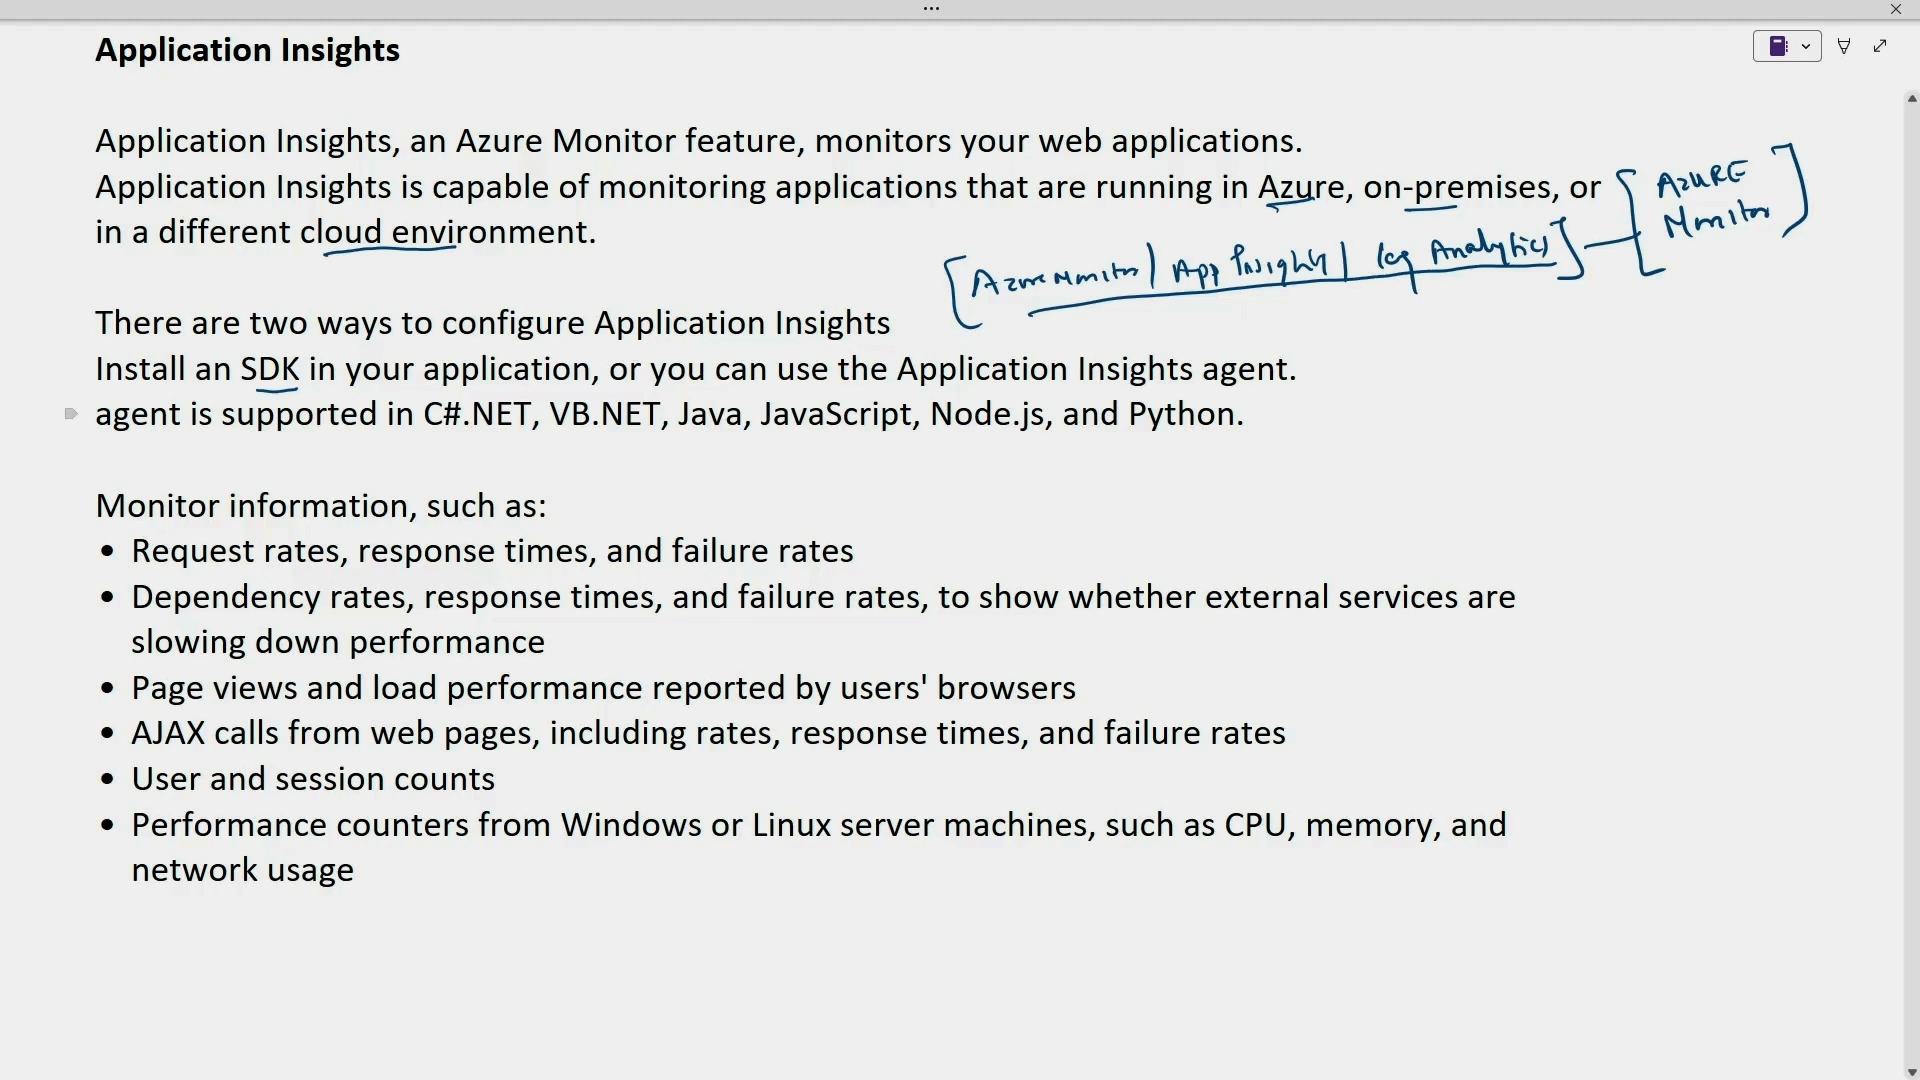 Application Insights
Application Insights, an Azure Monitor feature, monitors your web applications.
Application Insights is capable of monitoring applications that are running in Azure, on-premises, or
in a different cloud environment.
[AZURE
Monitor]
[Azure Monitor | App Insights | Log Analytics]
There are two ways to configure Application Insights
Install an SDK in your application, or you can use the Application Insights agent.
agent is supported in C#.NET, VB.NET, Java, JavaScript, Node.js, and Python.
Monitor information, such as:
• Request rates, response times, and failure rates
• Dependency rates, response times, and failure rates, to show whether external services are
slowing down performance
• Page views and load performance reported by users' browsers
• AJAX calls from web pages, including rates, response times, and failure rates
• User and session counts
• Performance counters from Windows or Linux server machines, such as CPU, memory, and
network usage